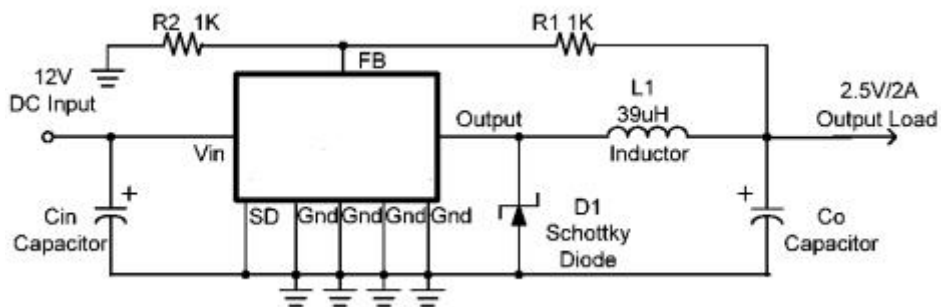 R2 1K
R1 1K
FB
12V
DC Input
L1
39uH
Inductor
2.5V/2A
Output Load
Output
Vin
SD
Gnd
Gnd
Gnd
Gnd
+
Cin
Capacitor
D1
Schottky
Diode
+
Co
Capacitor